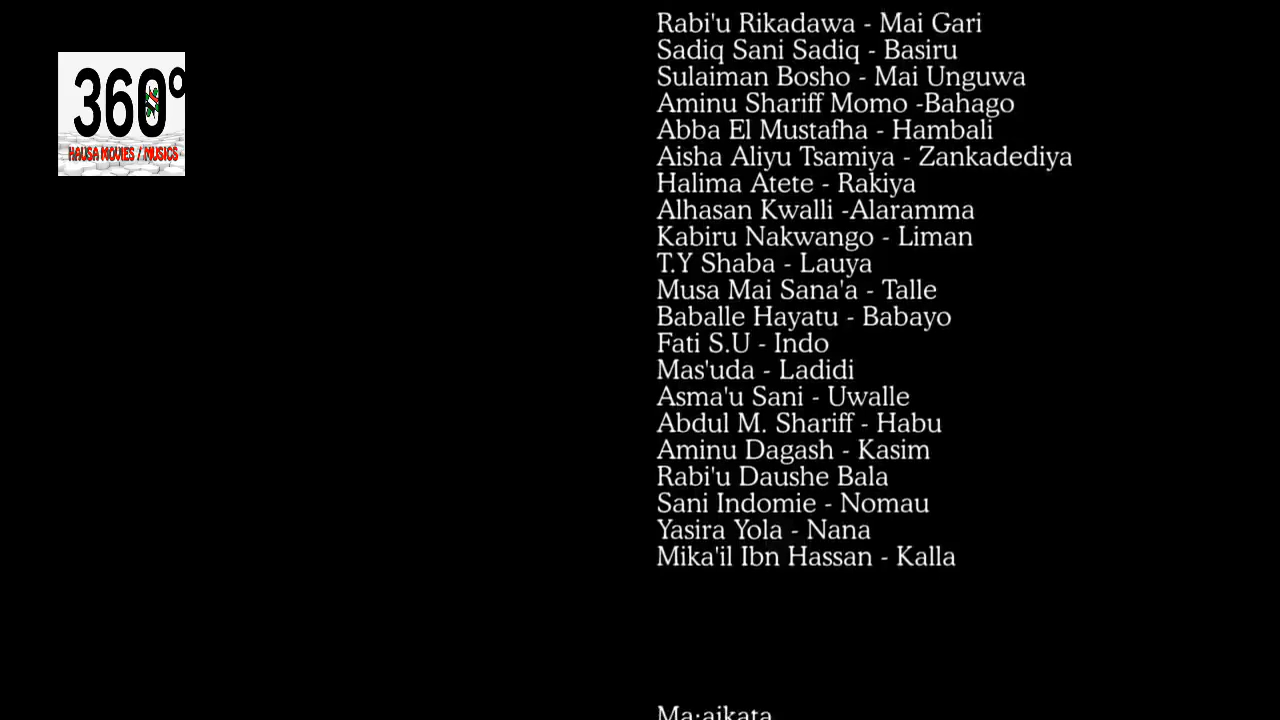 360°
HAUSA MOVIES / MUSICS
Rabi'u Rikadawa - Mai Gari
Sadiq Sani Sadiq - Basiru
Sulaiman Bosho - Mai Unguwa
Aminu Shariff Momo -Bahago
Abba El Mustafha - Hambali
Aisha Aliyu Tsamiya - Zankadediya
Halima Atete - Rakiya
Alhasan Kwalli -Alaramma
Kabiru Nakwango - Liman
T.Y Shaba - Lauya
Musa Mai Sana'a - Talle
Baballe Hayatu - Babayo
Fati S.U - Indo
Mas'uda - Ladidi
Asma'u Sani - Uwalle
Abdul M. Shariff - Habu
Aminu Dagash - Kasim
Rabi'u Daushe Bala
Sani Indomie - Nomau
Yasira Yola - Nana
Mika'il Ibn Hassan - Kalla